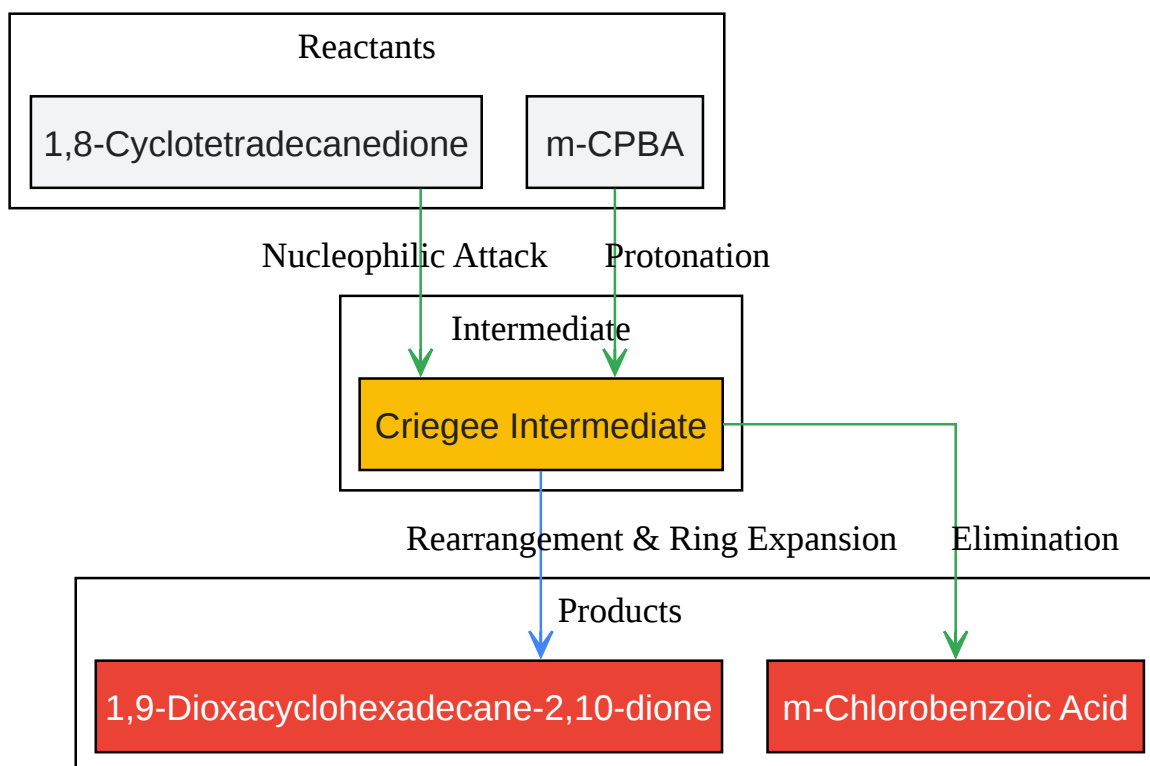 Reactants
1,8-Cyclotetradecanedione
m-CPBA
Nucleophilic Attack
Protonation
Intermediate
Criegee Intermediate
Rearrangement & Ring Expansion
Elimination
Products
1,9-Dioxacyclohexadecane-2,10-dione
m-Chlorobenzoic Acid